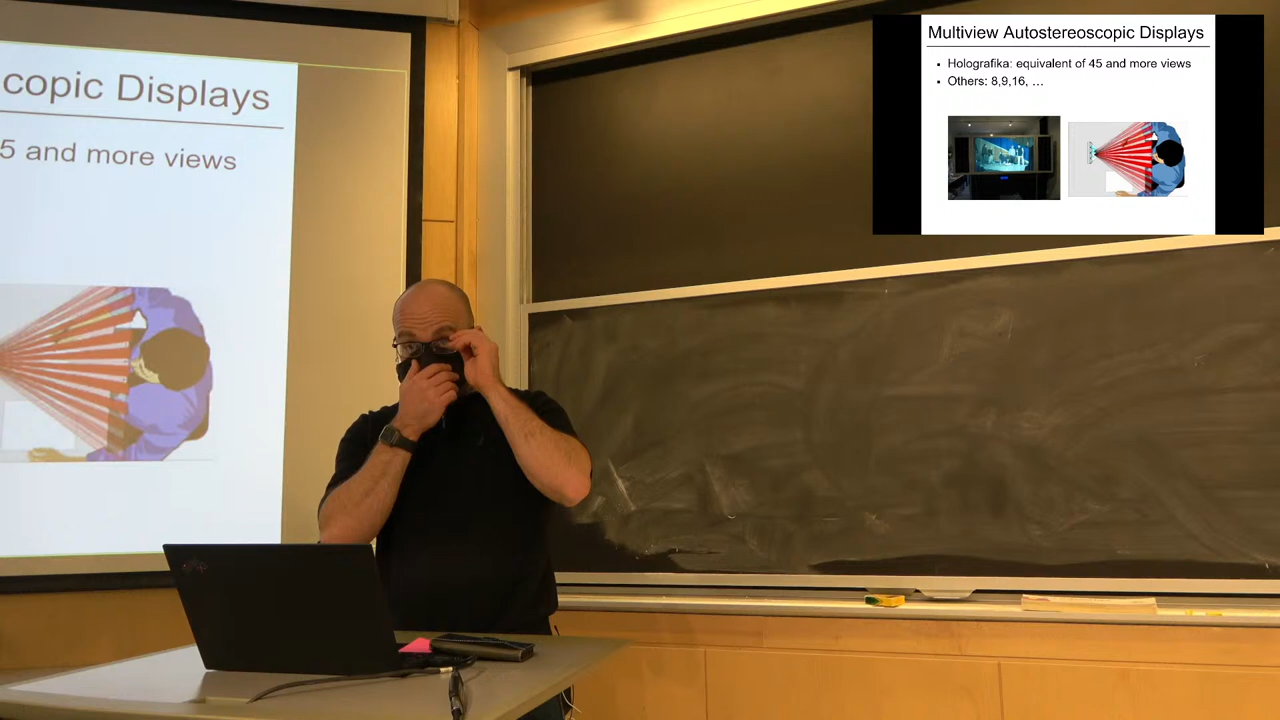 copic Displays
5 and more views
Multiview Autostereoscopic Displays
▪ Holografika: equivalent of 45 and more views
▪ Others: 8,9,16, …